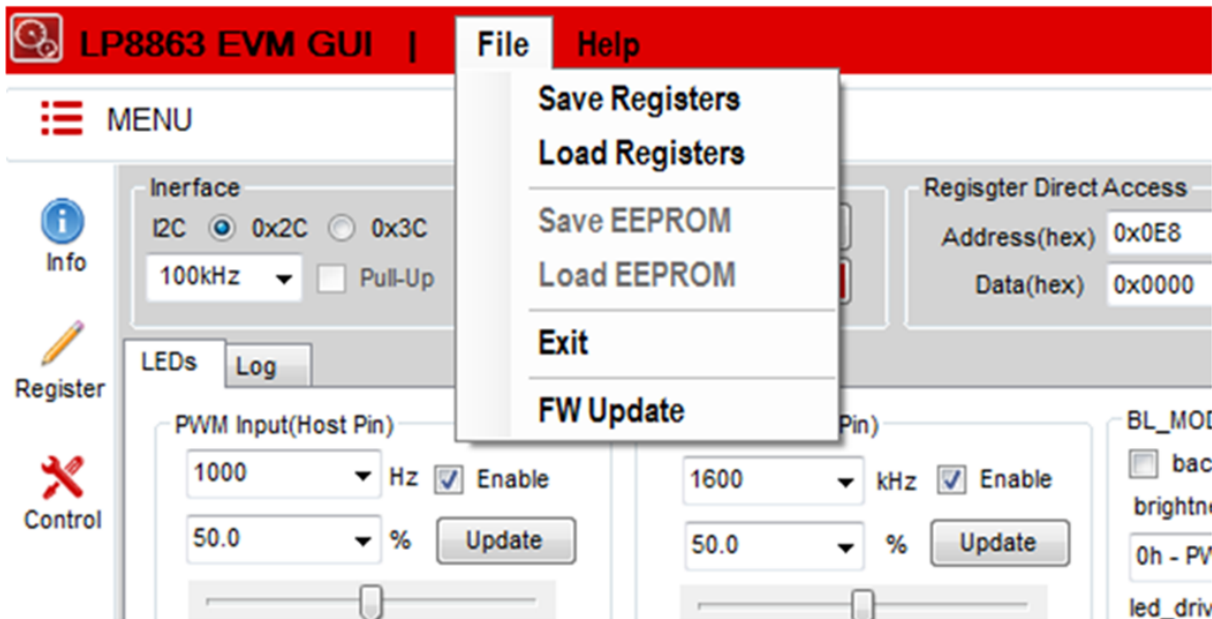 LP8863 EVM GUI | File Help
Save Registers
Load Registers
Save EEPROM
Load EEPROM
Exit
FW Update
MENU
Info
Register
Control
Inerface
I2C 0x2C 0x3C
100kHz Pull-Up
Regisgter Direct Access
Address(hex) 0x0E8
Data(hex) 0x0000
LEDs Log
PWM Input(Host Pin)
1000 Hz Enable
50.0 % Update
Pin)
1600 kHz Enable
50.0 % Update
BL_MOD
bac
brightne
0h - PW
led_driv